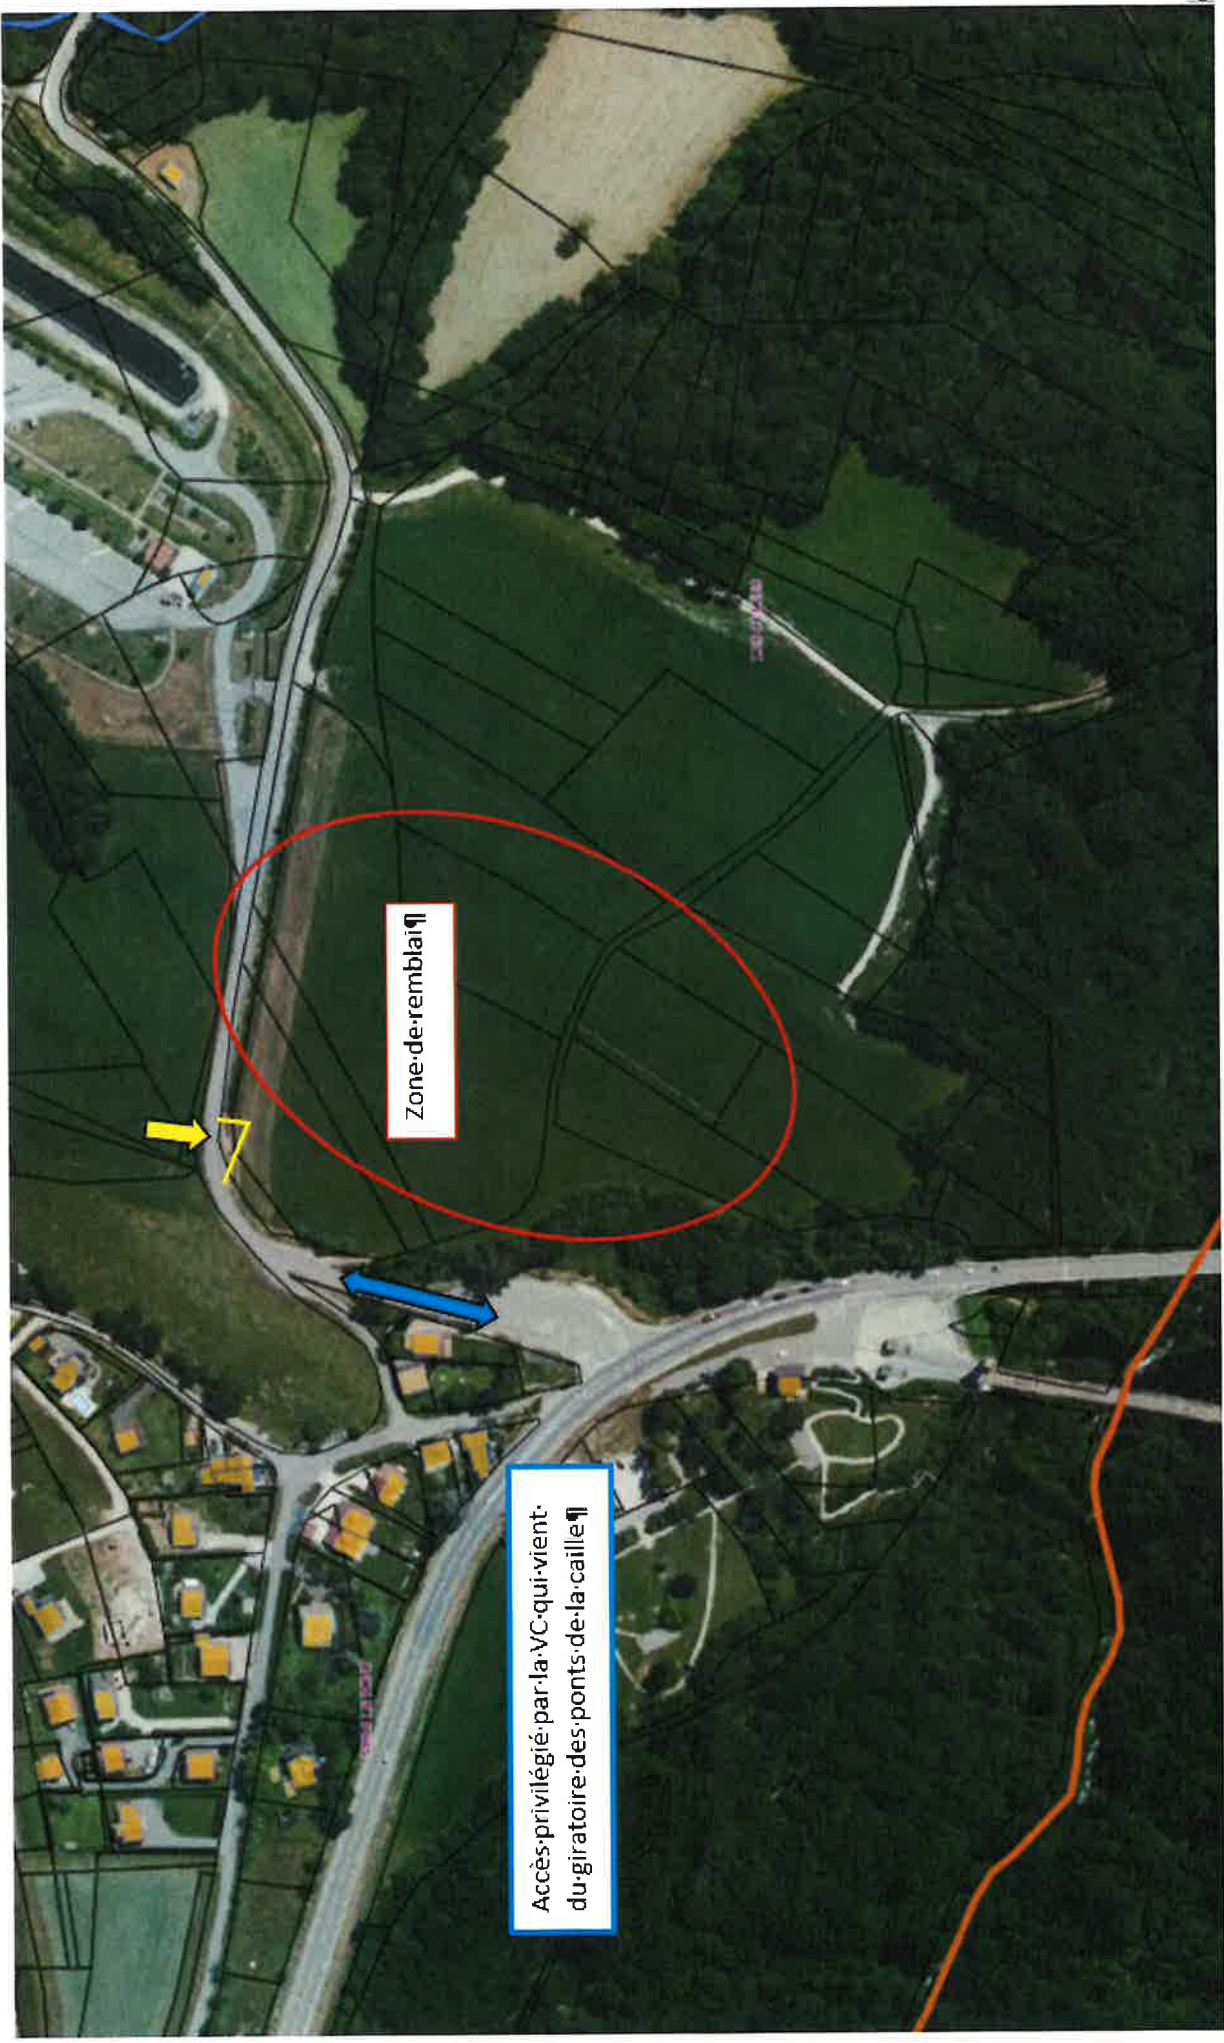 Zone·de·remblai¶
Accès·privilégié·par·la·VC·qui·vient·
du·giratoire·des·ponts·de·la·caille¶